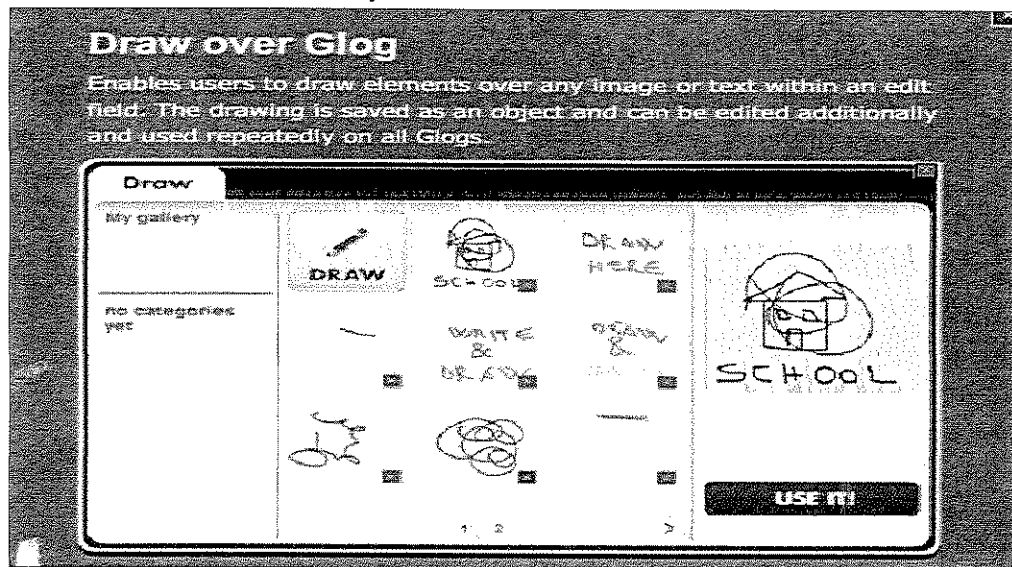 Draw over Glog
Enables users to draw elements over any image or text within an edit
field. The drawing is saved as an object and can be edited additionally
and used repeatedly on all Glogs.
Draw
My gallery
no categories
yet
DRAW
SCHOOL
DRAW
HERE
WRITE
&
DRAW
DRAW
&
SCHOOL
USE IT!
1 2 >